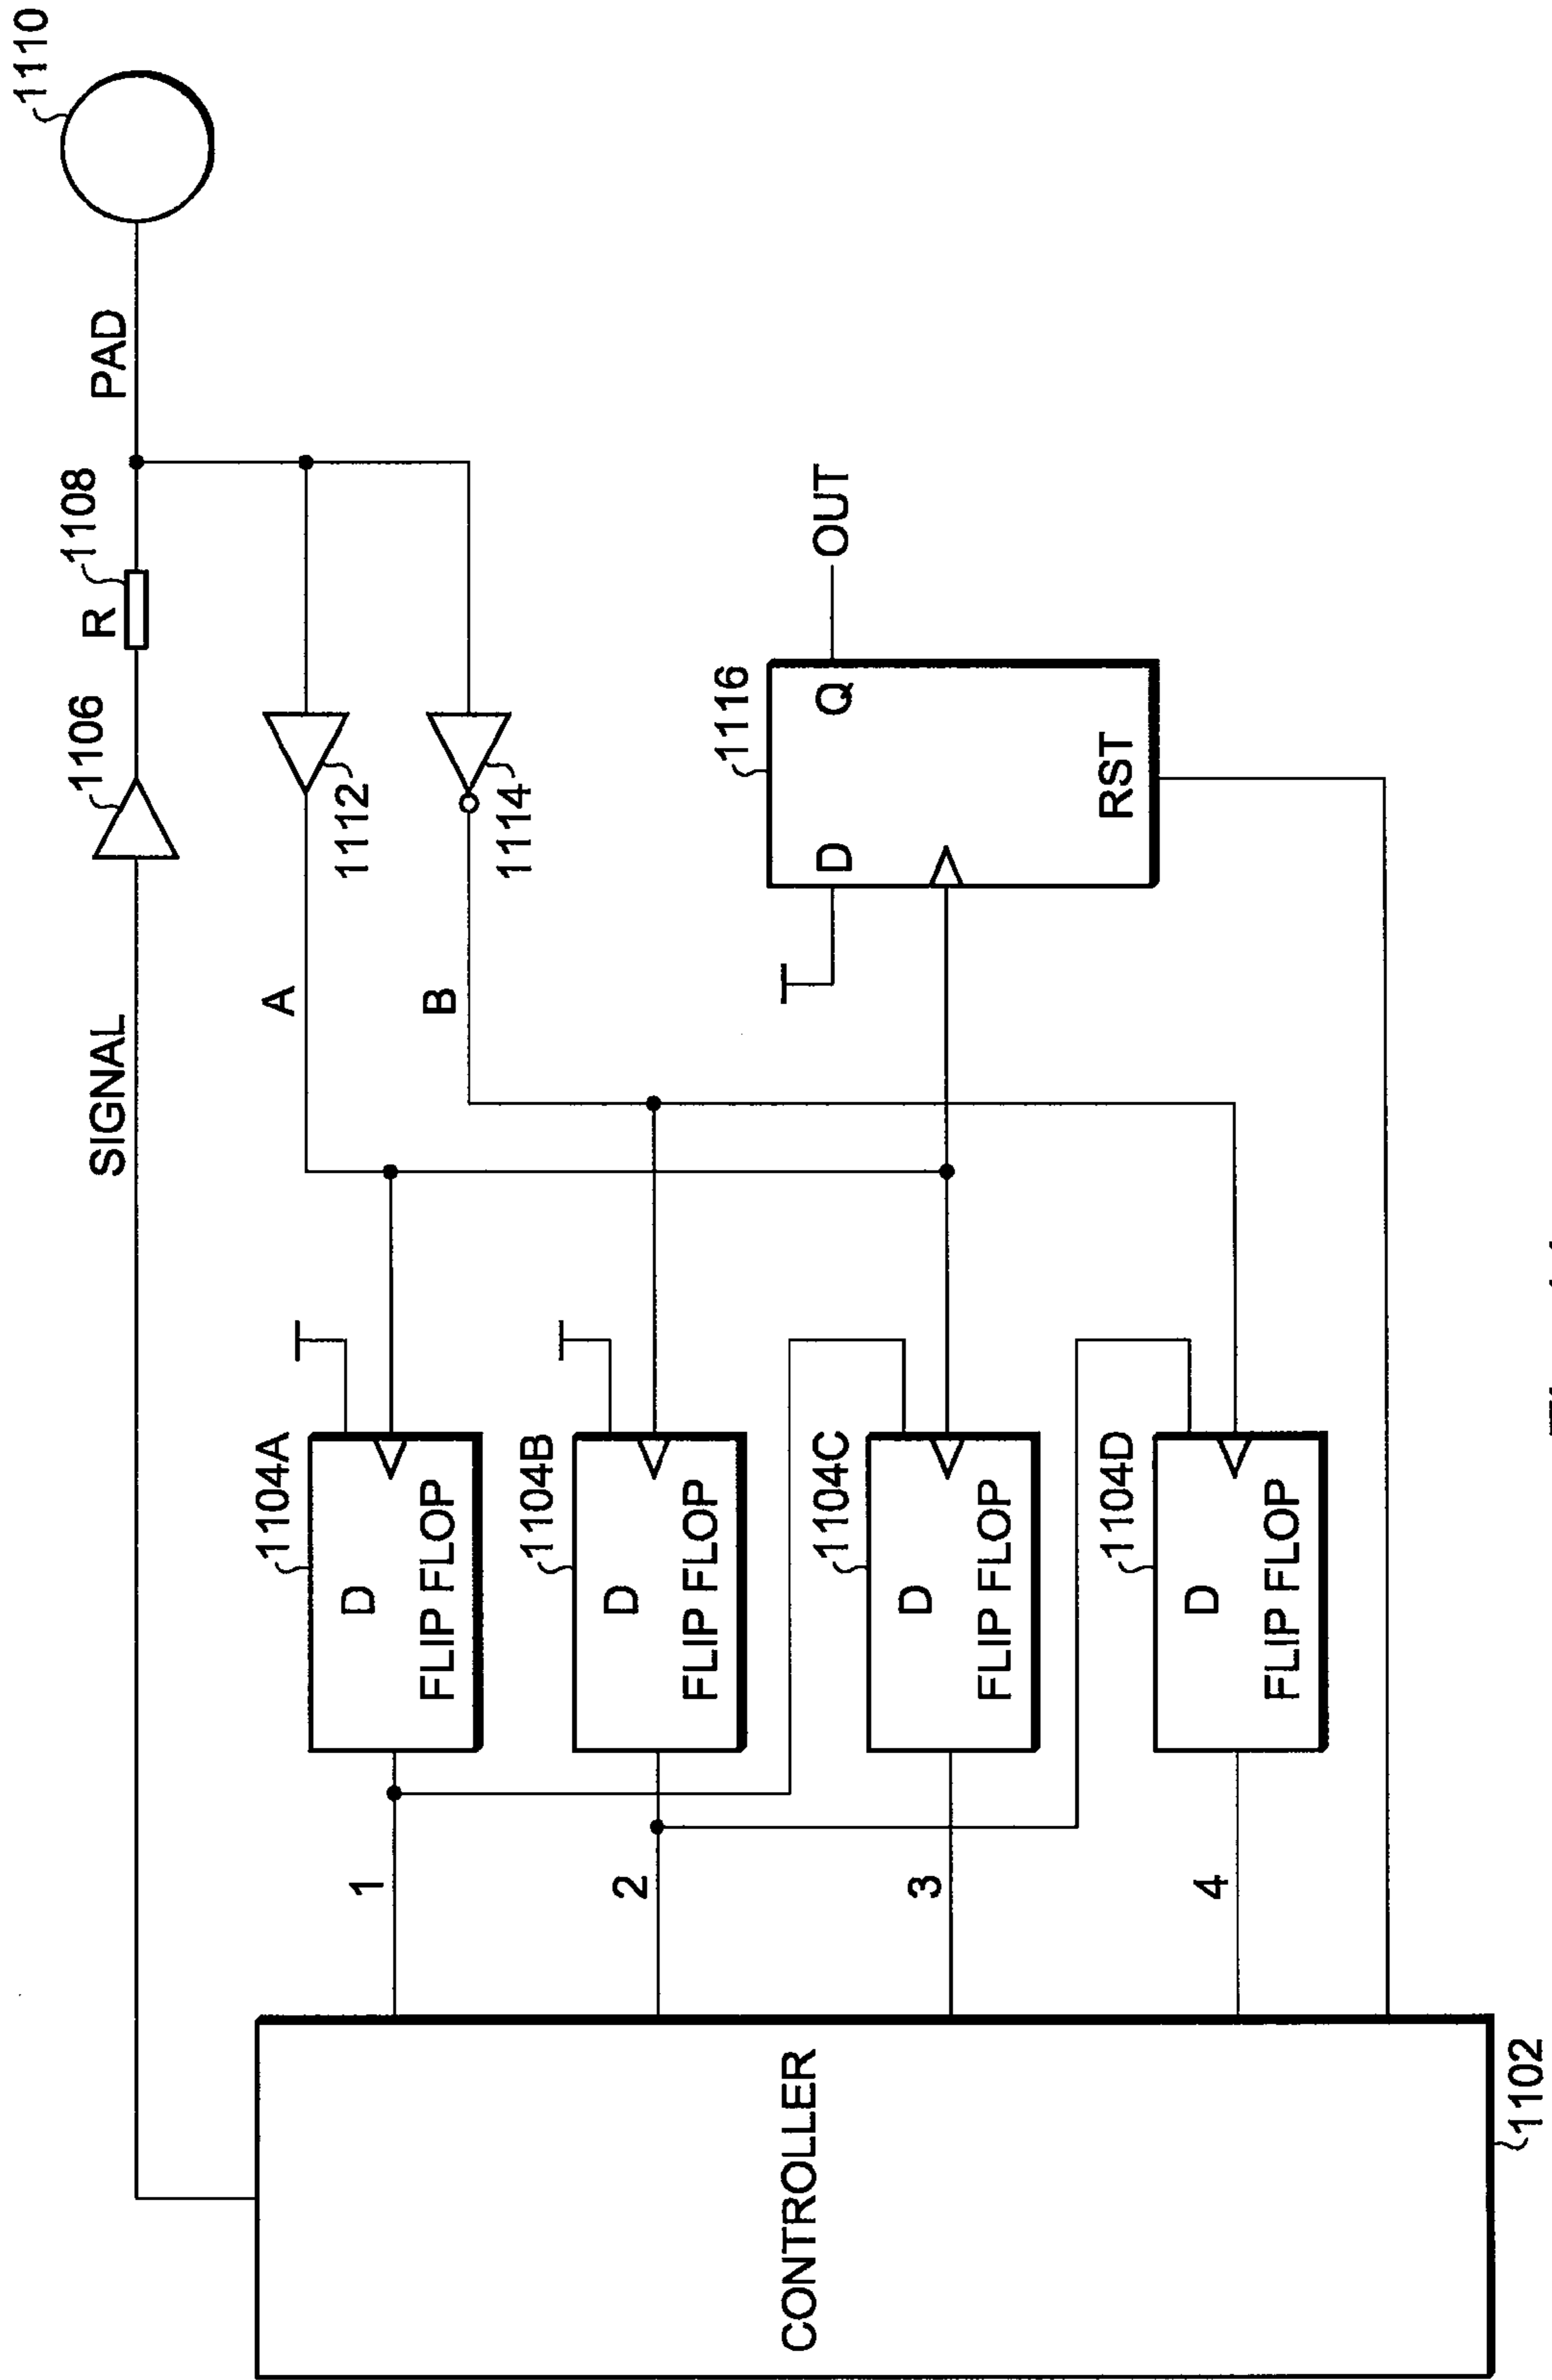 1110
PAD
1108
R
1106
SIGNAL
1112
A
1114
B
OUT
1116
D
Q
RST
1104A
D
FLIP FLOP
1104B
D
FLIP FLOP
1104C
D
FLIP FLOP
1104D
D
FLIP FLOP
1
2
3
4
CONTROLLER
1102